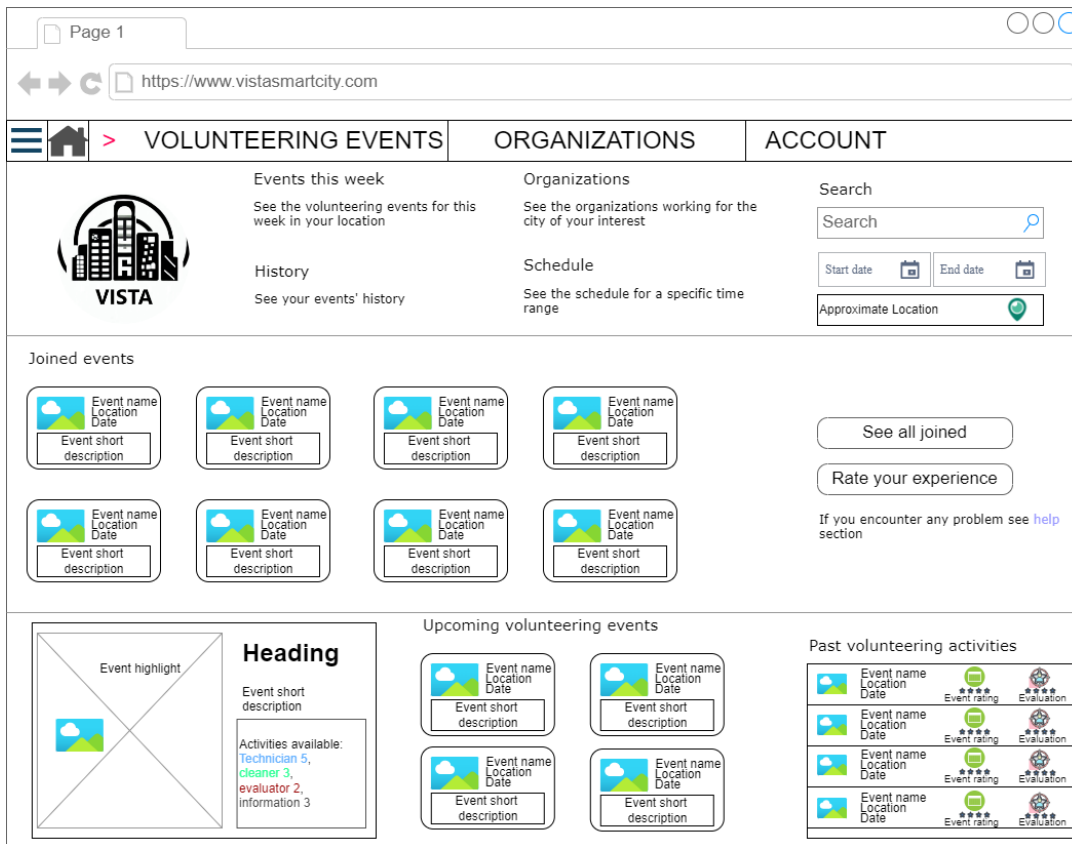 Page 1
https://www.vistasmartcity.com
> VOLUNTEERING EVENTS
ORGANIZATIONS
ACCOUNT
VISTA
Events this week
See the volunteering events for this
week in your location
History
See your events' history
Organizations
See the organizations working for the
city of your interest
Schedule
See the schedule for a specific time
range
Search
Search
Start date
End date
Approximate Location
Joined events
Event name
Location
Date
Event short
description
Event name
Location
Date
Event short
description
Event name
Location
Date
Event short
description
Event name
Location
Date
Event short
description
Event name
Location
Date
Event short
description
Event name
Location
Date
Event short
description
Event name
Location
Date
Event short
description
Event name
Location
Date
Event short
description
See all joined
Rate your experience
If you encounter any problem see help
section
Event highlight
Heading
Event short
description
Activities available:
Technician 5,
cleaner 3,
evaluator 2,
information 3
Upcoming volunteering events
Event name
Location
Date
Event short
description
Event name
Location
Date
Event short
description
Event name
Location
Date
Event short
description
Event name
Location
Date
Event short
description
Past volunteering activities
Event name
Location
Date
Event rating
Evaluation
Event name
Location
Date
Event rating
Evaluation
Event name
Location
Date
Event rating
Evaluation
Event name
Location
Date
Event rating
Evaluation